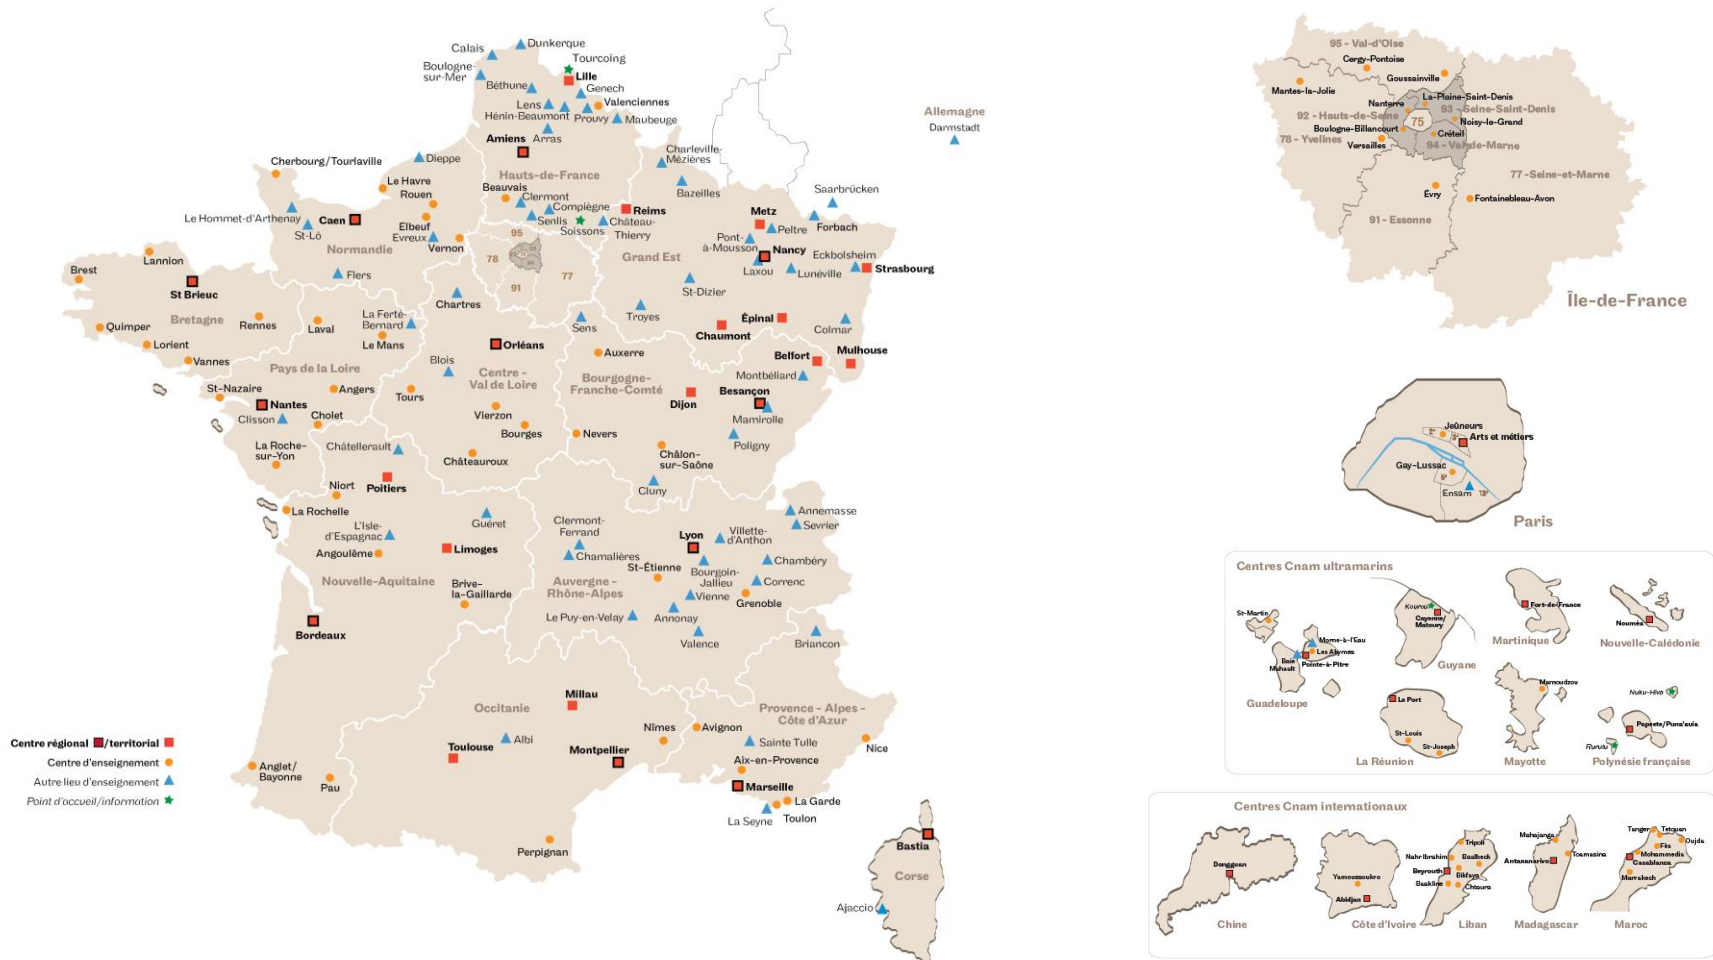 Calais
Dunkerque
Tourcoing
Boulogne-
sur-Mer
Lille
Béthune
Genech
Lens
Valenciennes
Hénin-Beaumont
Prouvy
Maubeuge
Amiens
Arras
Cherbourg/Tourlaville
Dieppe
Charleville-
Mézières
Hauts-de-France
Bazeilles
Le Havre
Beauvais
Rouen
Clermont
Compiègne
Reims
Metz
Saarbrücken
Le Hommet-d'Arthenay
Caen
Elbeuf
Senlis
Château-
Thierry
Soissons
Peltre
Forbach
St-Lô
Evreux
Vernon
95
Pont-
à-Mousson
Normandie
Nancy
Eckbolsheim
Lannion
78
Grand Est
Laxou
Lunéville
Strasbourg
Brest
Flers
77
St Brieuc
91
St-Dizier
Chartres
Bretagne
La Ferté-
Bernard
Troyes
Épinal
Quimper
Rennes
Laval
Sens
Chaumont
Colmar
Lorient
Le Mans
Orléans
Auxerre
Belfort
Mulhouse
Vannes
Blois
Pays de la Loire
Centre -
Val de Loire
Bourgogne-
Franche-Comté
Montbéliard
St-Nazaire
Angers
Tours
Dijon
Besançon
Nantes
Clisson
Cholet
Vierzon
Mamirolle
Bourges
Nevers
Poligny
La Roche-
sur-Yon
Châtellerault
Châteauroux
Châlon-
sur-Saône
Poitiers
Cluny
Niort
La Rochelle
Guéret
Annemasse
L'Isle-
d'Espagnac
Clermont-
Ferrand
Sevrier
Lyon
Villette-
d'Anthon
Angoulême
Limoges
Chamalières
Chambéry
St-Étienne
Bourgoin-
Jallieu
Nouvelle-Aquitaine
Auvergne -
Rhône-Alpes
Correnc
Brive-
la-Gaillarde
Vienne
Grenoble
Le Puy-en-Velay
Annonay
Bordeaux
Valence
Briancon
Millau
Occitanie
Provence - Alpes -
Côte d'Azur
Nîmes
Avignon
Toulouse
Albi
Montpellier
Sainte Tulle
Nice
Anglet/
Bayonne
Aix-en-Provence
Pau
Marseille
La Garde
La Seyne
Toulon
Perpignan
Bastia
Corse
Ajaccio
Centre régional /territorial
Centre d'enseignement
Autre lieu d'enseignement
Point d'accueil/information
Allemagne
Darmstadt
95 - Val-d'Oise
Cergy-Pontoise
Goussainville
Mantes-la-Jolie
La-Plaine-Saint-Denis
Nanterre
93 - Seine-Saint-Denis
92 - Hauts-de-Seine
75
Noisy-le-Grand
Boulogne-Billancourt
Créteil
78 - Yvelines
Versailles
94 - Val-de-Marne
77 -Seine-et-Marne
Évry
Fontainebleau-Avon
91 - Essonne
Île-de-France
Jeûneurs
2e
3e
Arts et métiers
Gay-Lussac
5e
Ensam
13e
Paris
Centres Cnam ultramarins
St-Martin
Morne-à-l'Eau
Les Abymes
Baie
Mahault
Pointe-à-Pitre
Guadeloupe
Kourou
Cayenne/
Matoury
Guyane
Fort-de-France
Martinique
Nouméa
Nouvelle-Calédonie
Le Port
St-Louis
St-Joseph
La Réunion
Mamoudzou
Mayotte
Nuku-Hiva
Papeete/Puna'auia
Rurutu
Polynésie française
Centres Cnam internationaux
Dongguan
Chine
Yamoussoukro
Abidjan
Côte d'Ivoire
Tripoli
Nahr Ibrahim
Baalbeck
Beyrouth
Bikfaya
Baakline
Chtaura
Liban
Mahajanga
Toamasina
Antananarivo
Madagascar
Tanger
Tetouan
Oujda
Fès
Mohammedia
Casablanca
Marrakech
Maroc